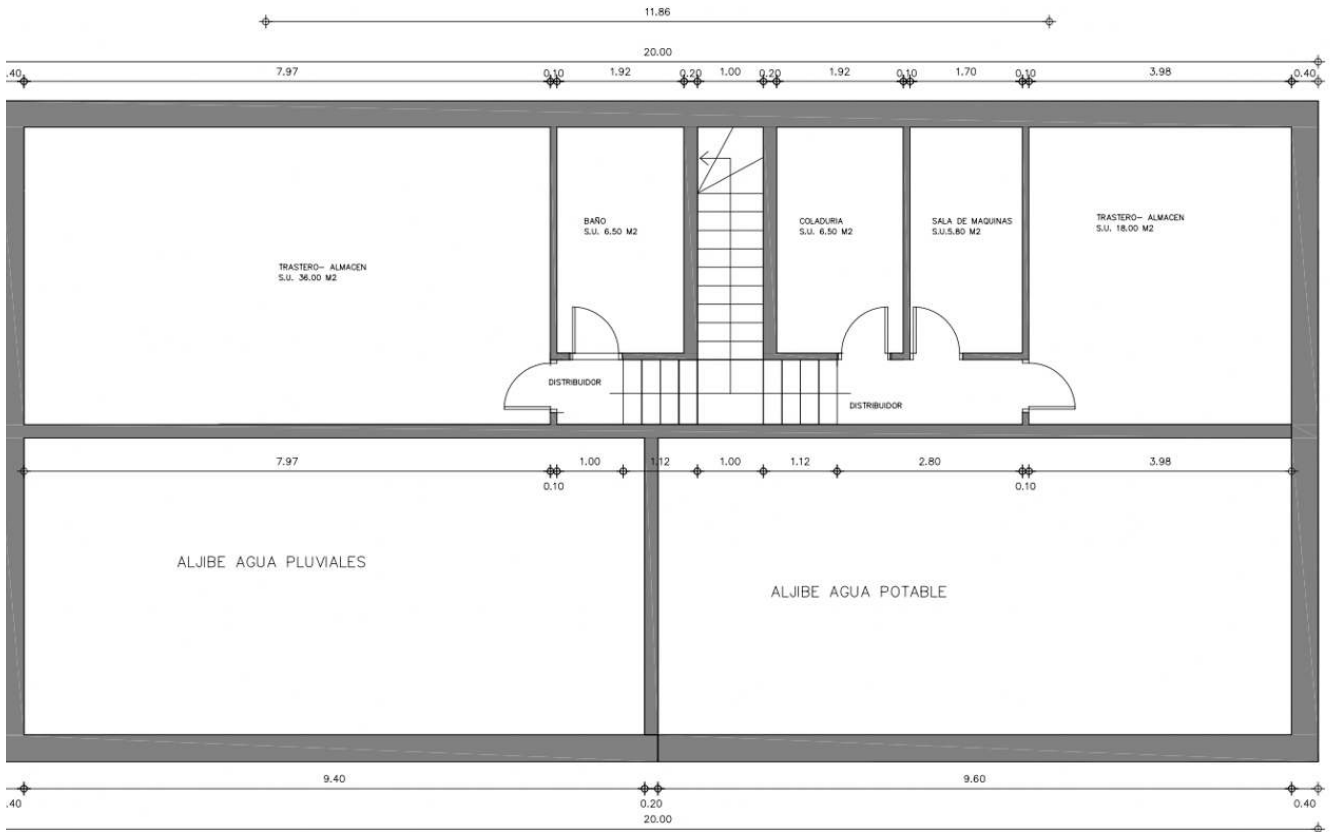 11.86
20.00
.40 7.97 0.10 1.92 0.20 1.00 0.20 1.92 0.10 1.70 0.10 3.98 0.40
BAÑO
S.U. 6.50 M2
COLADURIA
S.U. 6.50 M2
SALA DE MAQUINAS
S.U.5.80 M2
TRASTERO- ALMACEN
S.U. 18.00 M2
TRASTERO- ALMACEN
S.U. 36.00 M2
DISTRIBUIDOR
DISTRIBUIDOR
7.97 1.00 1.12 1.00 1.12 2.80 3.98
0.10 0.10
ALJIBE AGUA PLUVIALES
ALJIBE AGUA POTABLE
9.40 9.60
.40 0.20 0.40
20.00